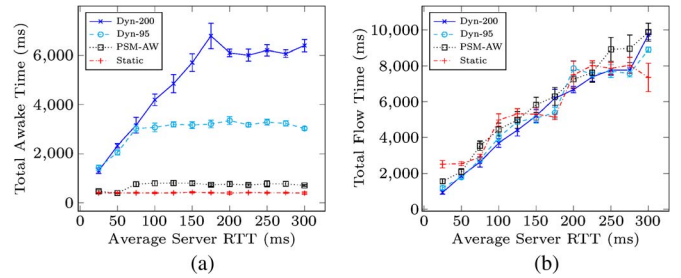 Total Awake Time (ms)
6,000
4,000
2,000
0
Dyn-200
Dyn-95
PSM-AW
Static
0 50 100 150 200 250 300
Average Server RTT (ms)
(a)
Total Flow Time (ms)
10,000
8,000
6,000
4,000
2,000
0
Dyn-200
Dyn-95
PSM-AW
Static
0 50 100 150 200 250 300
Average Server RTT (ms)
(b)